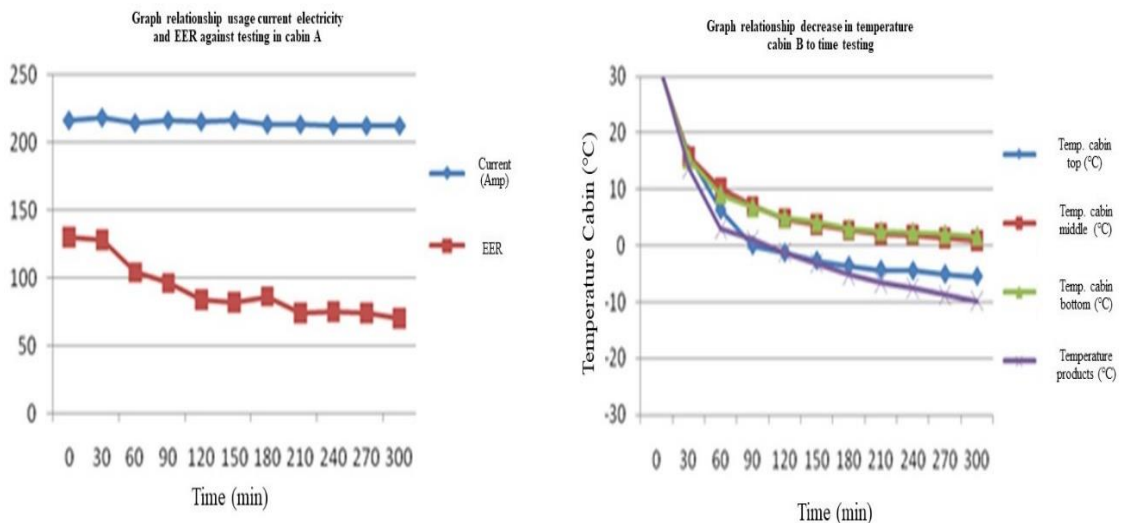 Graph relationship usage current electricity
and EER against testing in cabin A
250
200
150
100
50
0
0 30 60 90 120 150 180 210 240 270 300
Time (min)
Current
(Amp)
EER
Graph relationship decrease in temperature
cabin B to time testing
Temperature Cabin (°C)
30
20
10
0
-10
-20
-30
0 30 60 90 120 150 180 210 240 270 300
Time (min)
Temp. cabin
top (°C)
Temp. cabin
middle (°C)
Temp. cabin
bottom (°C)
Temperature
products (°C)